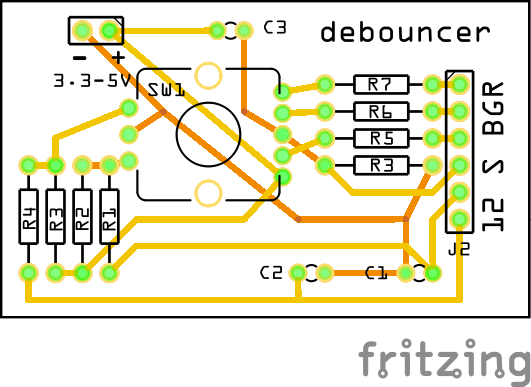 C3
debouncer
- +
3.3-5V
SW1
R7
R6
R5
R3
BGR
S
12
R4
R3
R2
R1
J2
C2
C1
fritzing